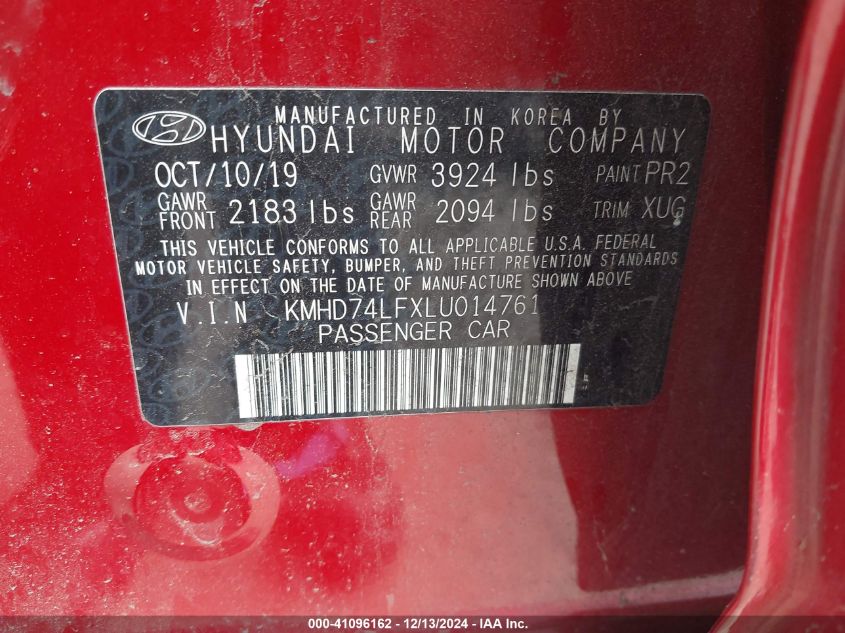 MANUFACTURED IN KOREA BY
HYUNDAI MOTOR COMPANY
OCT/10/19 GVWR 3924 lbs PAINT PR2
GAWR FRONT 2183 lbs GAWR REAR 2094 lbs TRIM XUG
THIS VEHICLE CONFORMS TO ALL APPLICABLE U.S.A. FEDERAL
MOTOR VEHICLE SAFETY, BUMPER, AND THEFT PREVENTION STANDARDS
IN EFFECT ON THE DATE OF MANUFACTURE SHOWN ABOVE
V.I.N KMHD74LFXLU014761
PASSENGER CAR
000-41096162 - 12/13/2024 - IAA Inc.